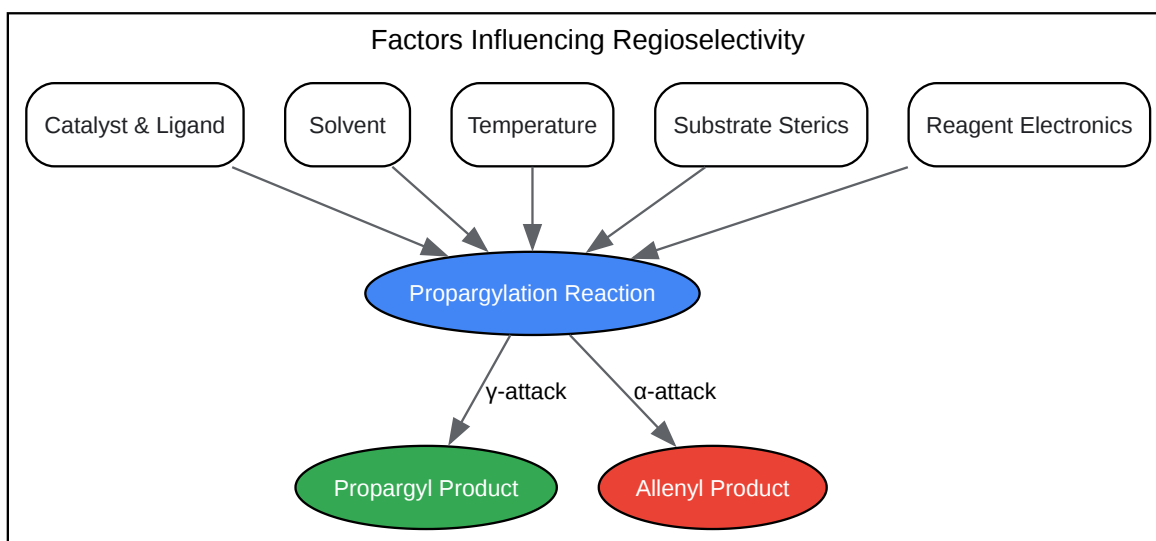 Factors Influencing Regioselectivity
Catalyst & Ligand
Solvent
Temperature
Substrate Sterics
Reagent Electronics
Propargylation Reaction
γ-attack
α-attack
Propargyl Product
Allenyl Product